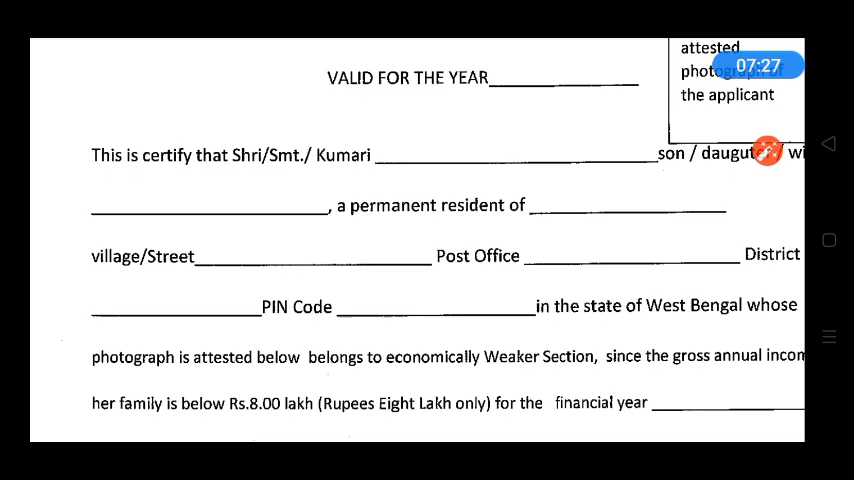 attested
07:27
the applicant
VALID FOR THE YEAR
This is certify that Shri/Smt./ Kumari son / daugu
, a permanent resident of
village/Street Post Office District
PIN Code in the state of West Bengal whose
photograph is attested below belongs to economically Weaker Section, since the gross annual incom
her family is below Rs.8.00 lakh (Rupees Eight Lakh only) for the financial year